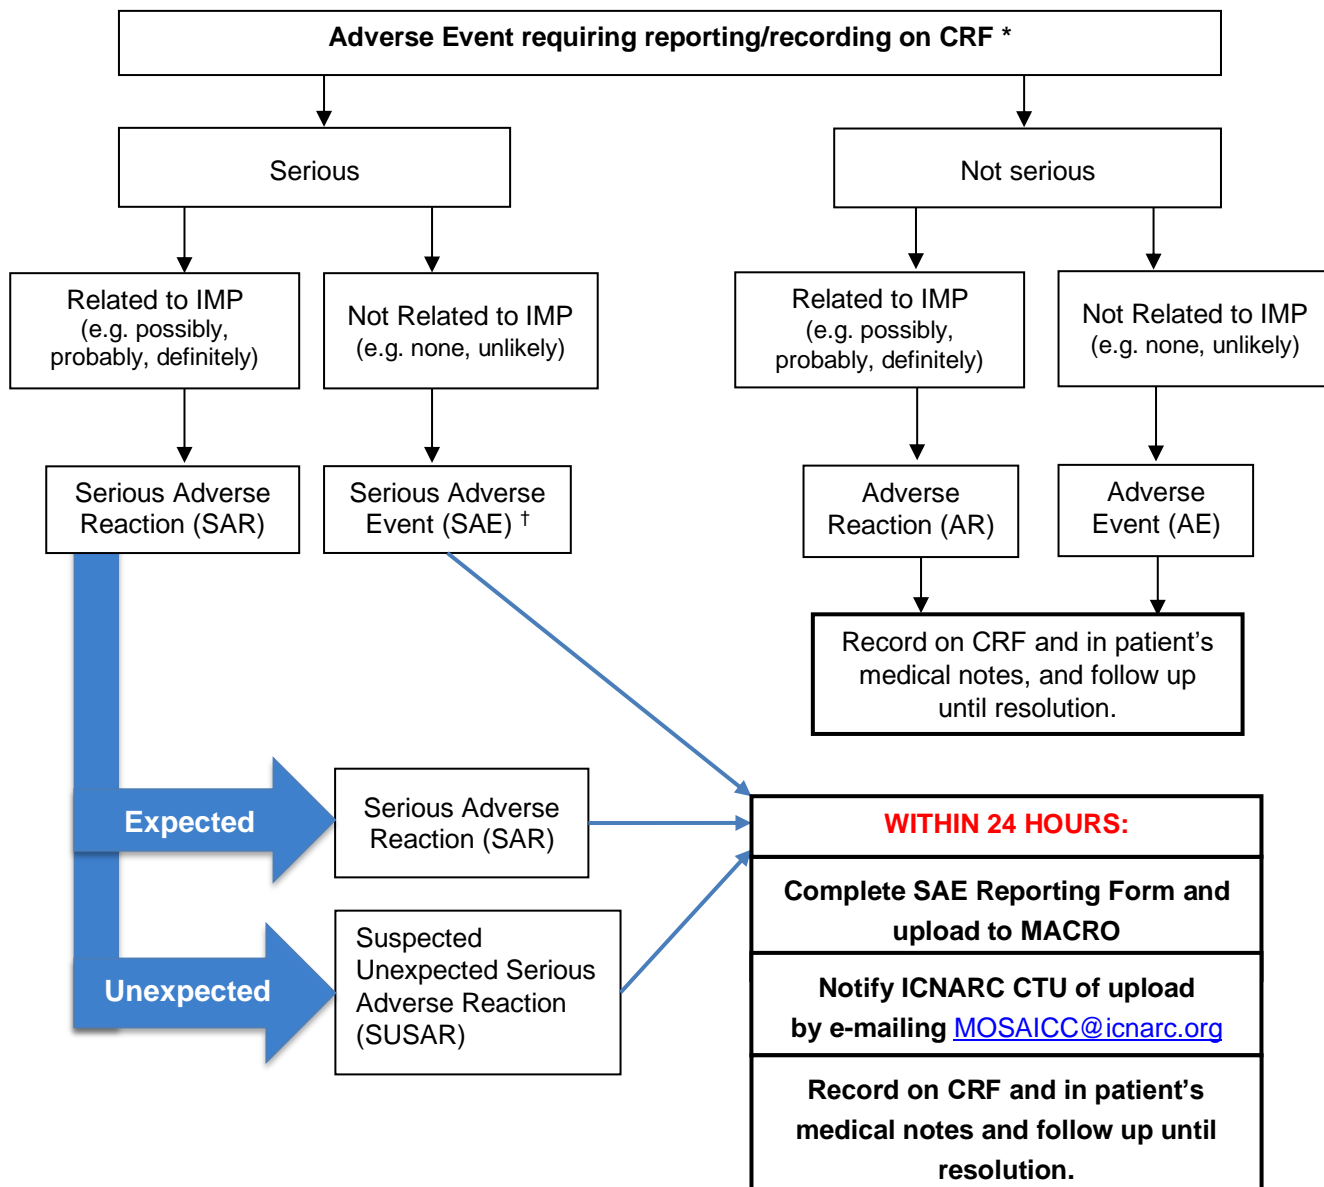 Adverse Event requiring reporting/recording on CRF *
Serious
Not serious
Related to IMP
(e.g. possibly,
probably, definitely)
Not Related to IMP
(e.g. none, unlikely)
Related to IMP
(e.g. possibly,
probably, definitely)
Not Related to IMP
(e.g. none, unlikely)
Serious Adverse
Reaction (SAR)
Serious Adverse
Event (SAE) †
Adverse
Reaction (AR)
Adverse
Event (AE)
Record on CRF and in patient’s
medical notes, and follow up
until resolution.
Expected
Serious Adverse
Reaction (SAR)
Unexpected
Suspected
Unexpected Serious
Adverse Reaction
(SUSAR)
WITHIN 24 HOURS:
Complete SAE Reporting Form and
upload to MACRO
Notify ICNARC CTU of upload
by e-mailing MOSAICC@icnarc.org
Record on CRF and in patient’s
medical notes and follow up until
resolution.